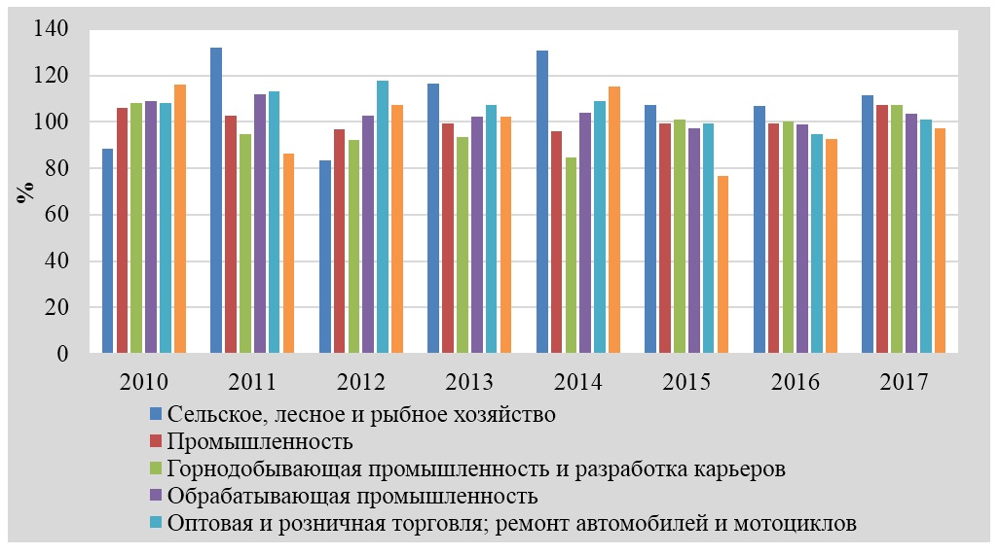 140
120
100
80
60
40
20
0
%
2010 2011 2012 2013 2014 2015 2016 2017
Сельское, лесное и рыбное хозяйство
Промышленность
Горнодобывающая промышленность и разработка карьеров
Обрабатывающая промышленность
Оптовая и розничная торговля; ремонт автомобилей и мотоциклов